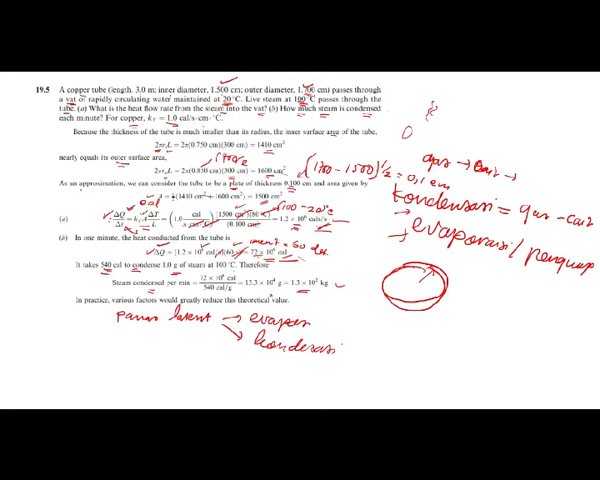 19.5 A copper tube (length, 3.0 m; inner diameter, 1.500 cm; outer diameter, 1.700 cm) passes through
a vat of rapidly circulating water maintained at 20 °C. Live steam at 100 °C passes through the
tube. (a) What is the heat flow rate from the steam into the vat? (b) How much steam is condensed
each minute? For copper, k_T = 1.0 cal/s·cm·°C.
Because the thickness of the tube is much smaller than its radius, the inner surface area of the tube,
2πr_iL = 2π(0.750 cm)(300 cm) = 1410 cm²
nearly equals its outer surface area,
1700/2
2πr_oL = 2π(0.850 cm)(300 cm) = 1600 cm²
As an approximation, we can consider the tube to be a plate of thickness 0.100 cm and area given by
Cal
A = ½(1410 cm² + 1600 cm²) = 1500 cm²
100 - 20°C
(a) ΔQ/Δt = k_T A ΔT/L = (1.0 cal/s·cm·°C) (1500 cm²)(80 °C)/(0.100 cm) = 1.2 × 10⁶ cal/s
(b) In one minute, the heat conducted from the tube is
1 menit = 60 det
ΔQ = (1.2 × 10⁶ cal/s)(60 s) = 72 × 10⁶ cal
It takes 540 cal to condense 1.0 g of steam at 100 °C. Therefore
Steam condensed per min = 72 × 10⁶ cal/540 cal/g = 13.3 × 10⁴ g = 1.3 × 10² kg
In practice, various factors would greatly reduce this theoretical value.
panas latent → evapor
→ kondensasi
gas → cair →
(1700 - 1500) 1/2 = 0,1 cm
kondensasi = gas - cair
→ evaporasi /